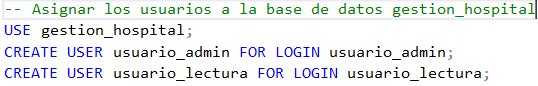 -- Asignar los usuarios a la base de datos gestion_hospital
USE gestion_hospital;
CREATE USER usuario_admin FOR LOGIN usuario_admin;
CREATE USER usuario_lectura FOR LOGIN usuario_lectura;